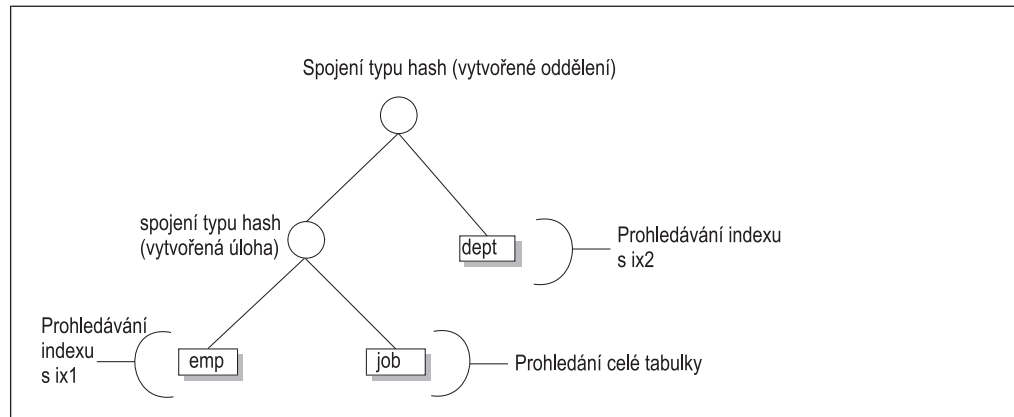 Spojení typu hash (vytvořené oddělení)
spojení typu hash
(vytvořená úloha)
dept
Prohledávání indexu
s ix2
Prohledávání
indexu
s ix1
emp
job
Prohledání celé tabulky